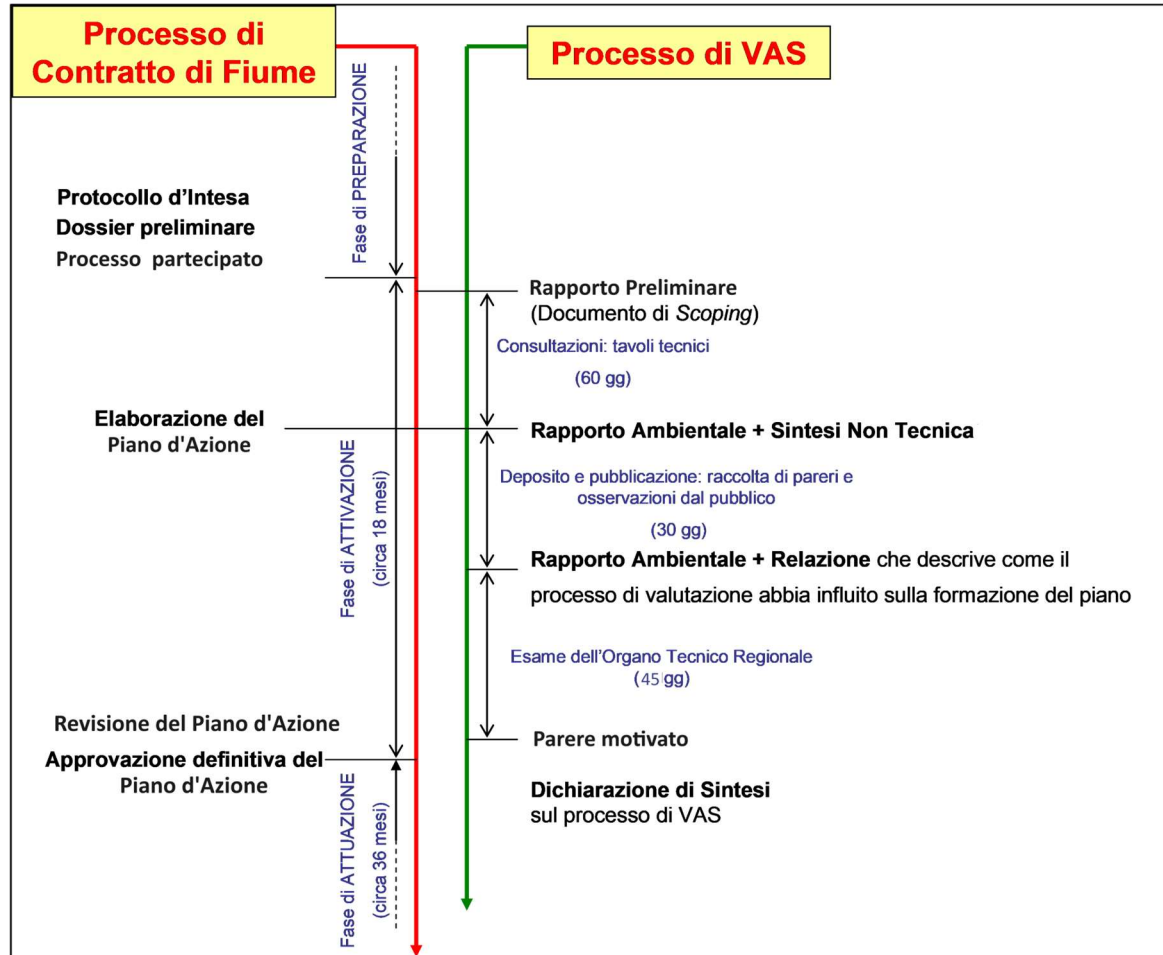 Processo di
Contratto di Fiume
Processo di VAS
Fase di PREPARAZIONE
Protocollo d'Intesa
Dossier preliminare
Processo partecipato
Rapporto Preliminare
(Documento di Scoping)
Consultazioni: tavoli tecnici
(60 gg)
Elaborazione del
Piano d'Azione
Rapporto Ambientale + Sintesi Non Tecnica
Fase di ATTIVAZIONE
(circa 18 mesi)
Deposito e pubblicazione: raccolta di pareri e
osservazioni dal pubblico
(30 gg)
Rapporto Ambientale + Relazione che descrive come il
processo di valutazione abbia influito sulla formazione del piano
Esame dell'Organo Tecnico Regionale
(45 gg)
Revisione del Piano d'Azione
Approvazione definitiva del
Piano d'Azione
Parere motivato
Dichiarazione di Sintesi
sul processo di VAS
Fase di ATTUAZIONE
(circa 36 mesi)